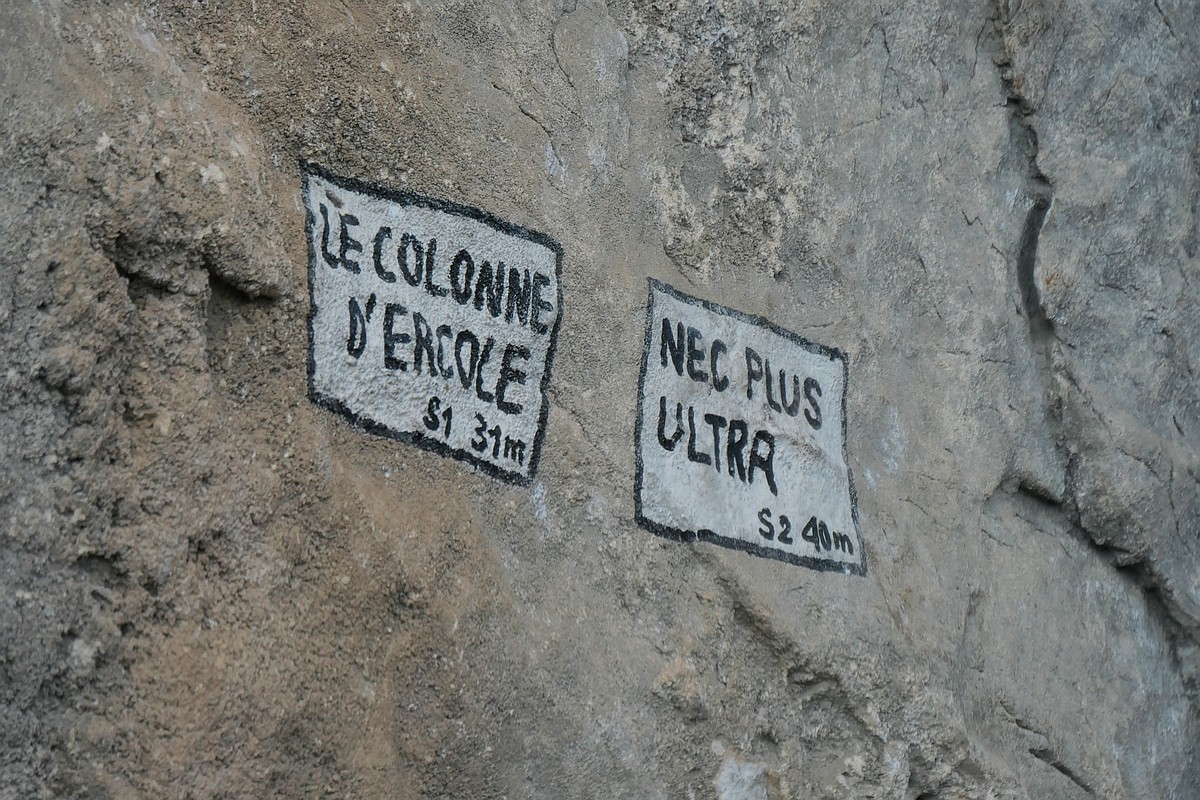 LE COLONNE
D'ERCOLE
S1 31m
NEC PLUS
ULTRA
S2 40m